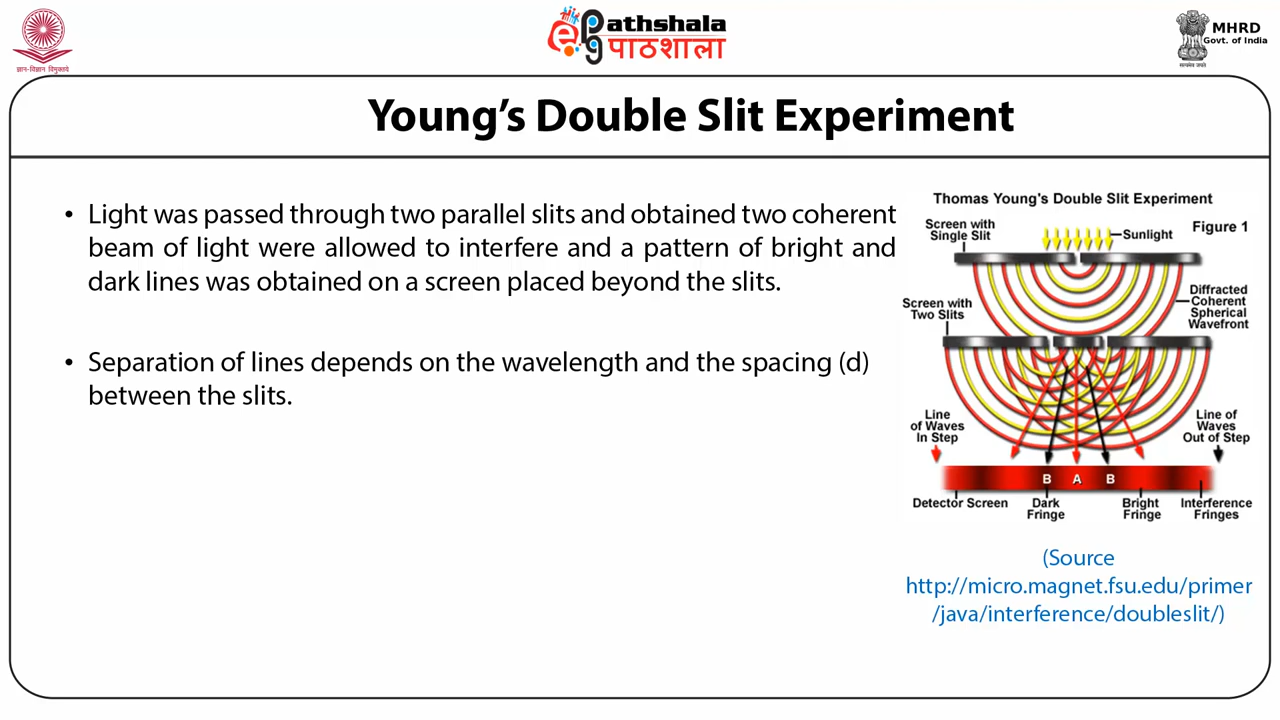 ज्ञान-विज्ञान विमुक्तये
ePathshala
पाठशाला
MHRD
Govt. of India
सत्यमेव जयते
Young's Double Slit Experiment
• Light was passed through two parallel slits and obtained two coherent
beam of light were allowed to interfere and a pattern of bright and
dark lines was obtained on a screen placed beyond the slits.
• Separation of lines depends on the wavelength and the spacing (d)
between the slits.
Thomas Young's Double Slit Experiment
Screen with
Single Slit
Sunlight
Figure 1
Screen with
Two Slits
Diffracted
Coherent
Spherical
Wavefront
Line
of Waves
In Step
Line of
Waves
Out of Step
B A B
Detector Screen
Dark
Fringe
Bright
Fringe
Interference
Fringes
(Source
http://micro.magnet.fsu.edu/primer
/java/interference/doubleslit/)